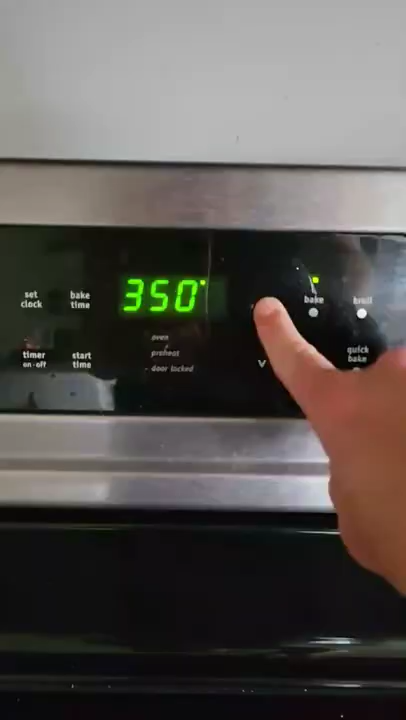 set
clock
bake
time
350°
bake
broil
timer
on-off
start
time
oven
preheat
door locked
quick
bake